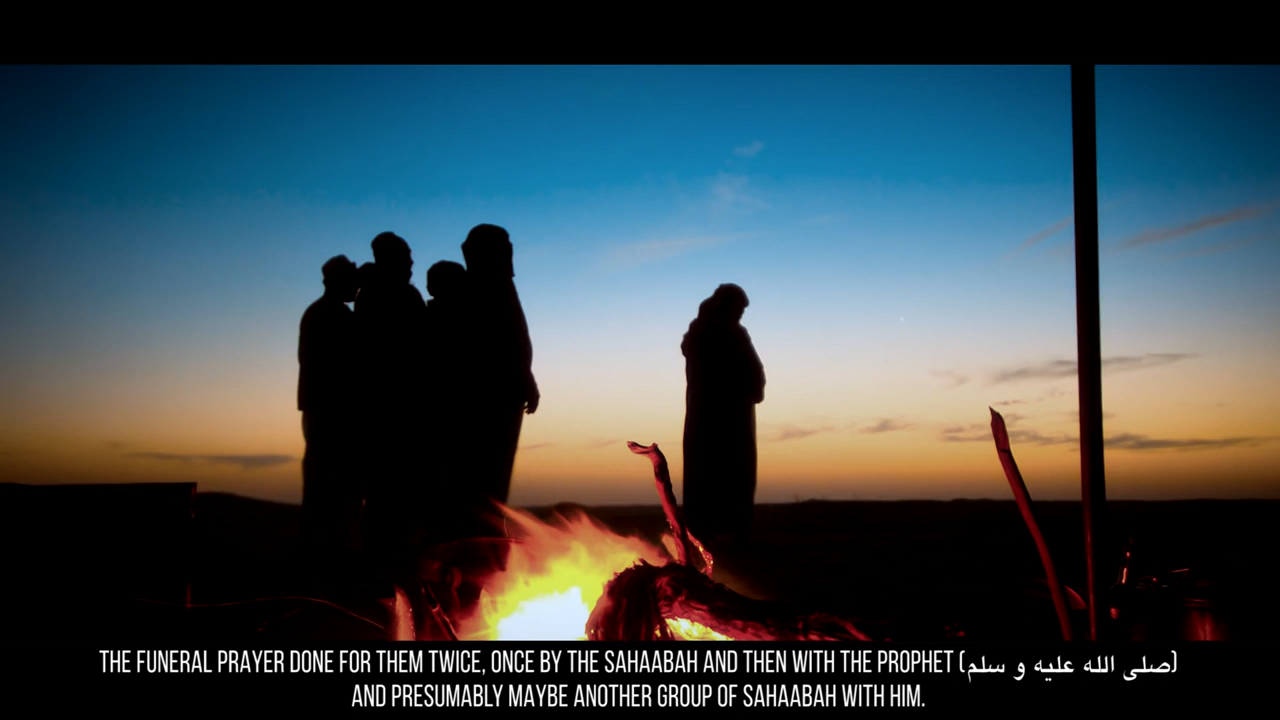 THE FUNERAL PRAYER DONE FOR THEM TWICE, ONCE BY THE SAHAABAH AND THEN WITH THE PROPHET (صلى الله عليه و سلم)
AND PRESUMABLY MAYBE ANOTHER GROUP OF SAHAABAH WITH HIM.